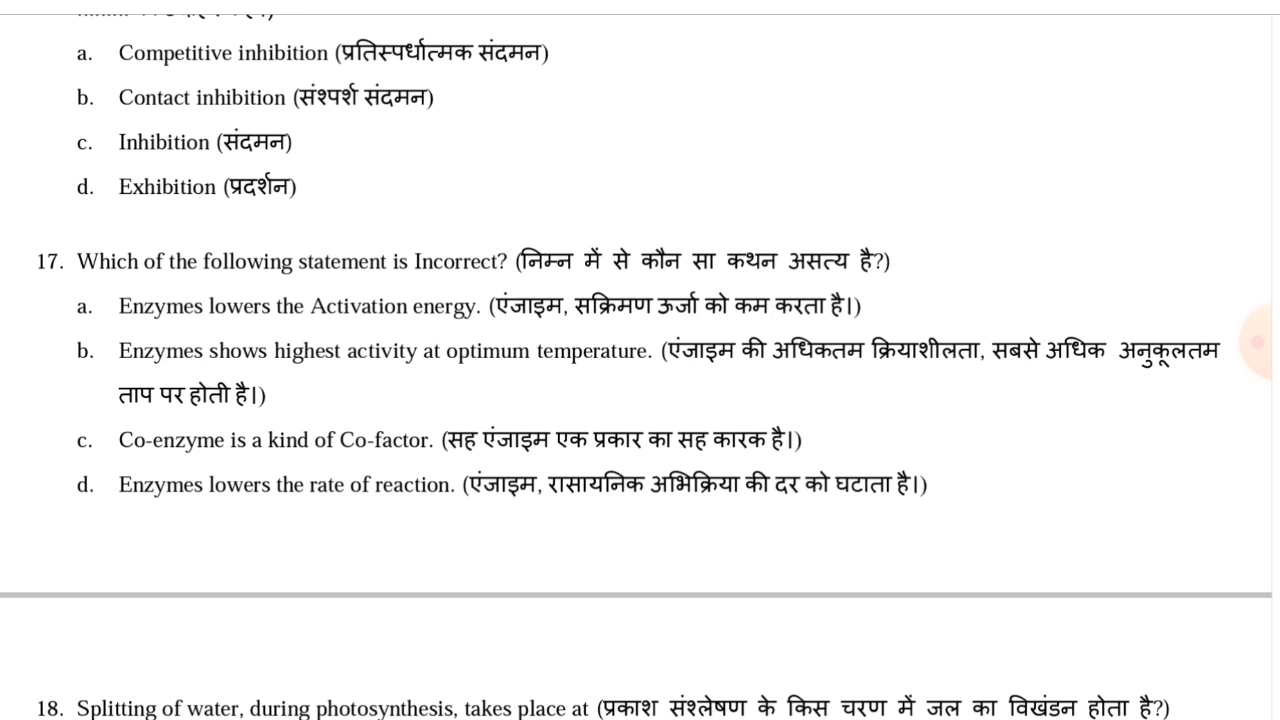 a. Competitive inhibition (प्रतिस्पर्धात्मक संदमन)
b. Contact inhibition (संश्पर्श संदमन)
c. Inhibition (संदमन)
d. Exhibition (प्रदर्शन)
17. Which of the following statement is Incorrect? (निम्न में से कौन सा कथन असत्य है?)
a. Enzymes lowers the Activation energy. (एंजाइम, सक्रिमण ऊर्जा को कम करता है।)
b. Enzymes shows highest activity at optimum temperature. (एंजाइम की अधिकतम क्रियाशीलता, सबसे अधिक अनुकूलतम
ताप पर होती है।)
c. Co-enzyme is a kind of Co-factor. (सह एंजाइम एक प्रकार का सह कारक है।)
d. Enzymes lowers the rate of reaction. (एंजाइम, रासायनिक अभिक्रिया की दर को घटाता है।)
18. Splitting of water, during photosynthesis, takes place at (प्रकाश संश्लेषण के किस चरण में जल का विखंडन होता है?)